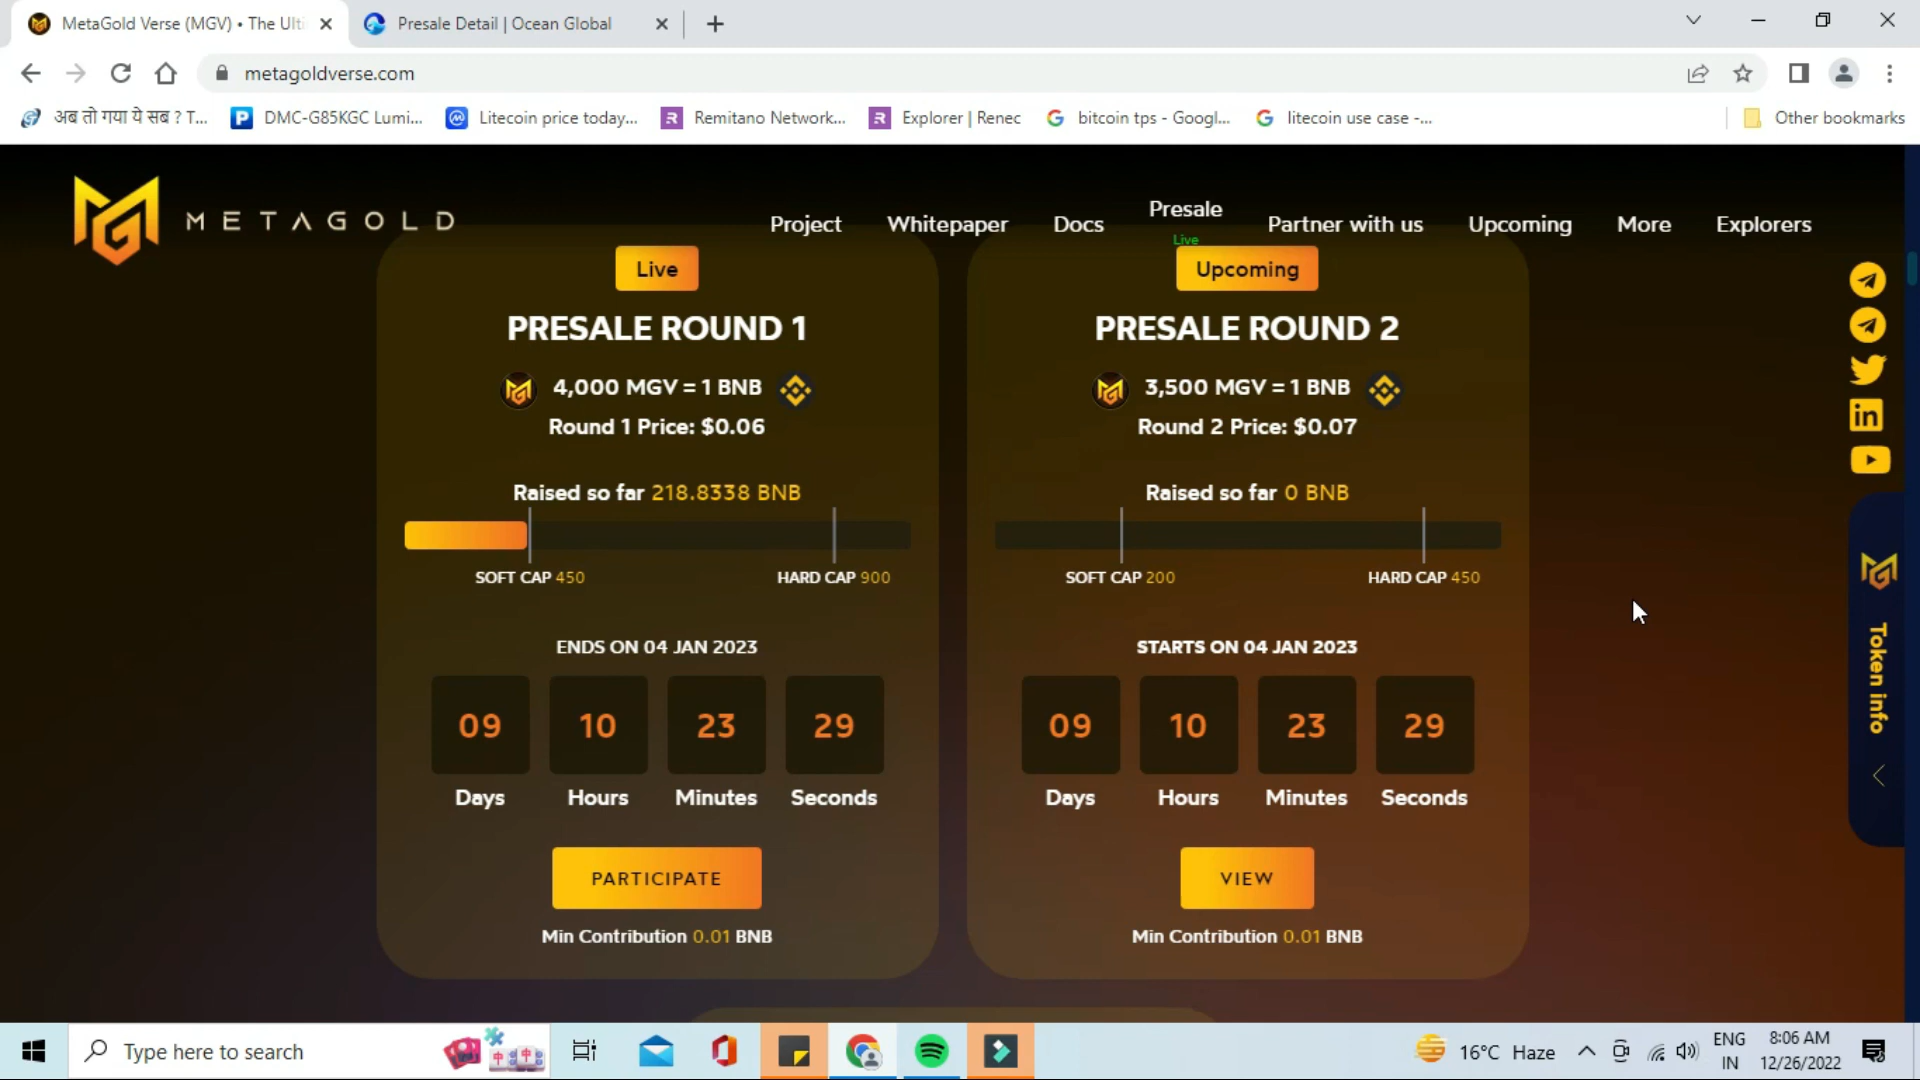 MetaGold Verse (MGV) • The Ulti
Presale Detail | Ocean Global
metagoldverse.com
अब तो गया ये सब ? T...
DMC-G85KGC Lumi...
Litecoin price today...
Remitano Network...
Explorer | Renec
bitcoin tps - Googl...
litecoin use case -...
Other bookmarks
METAGOLD
Project
Whitepaper
Docs
Presale
Live
Partner with us
Upcoming
More
Explorers
Live
PRESALE ROUND 1
4,000 MGV = 1 BNB
Round 1 Price: $0.06
Raised so far 218.8338 BNB
SOFT CAP 450
HARD CAP 900
ENDS ON 04 JAN 2023
09 10 23 29
Days Hours Minutes Seconds
PARTICIPATE
Min Contribution 0.01 BNB
Upcoming
PRESALE ROUND 2
3,500 MGV = 1 BNB
Round 2 Price: $0.07
Raised so far 0 BNB
SOFT CAP 200
HARD CAP 450
STARTS ON 04 JAN 2023
09 10 23 29
Days Hours Minutes Seconds
VIEW
Min Contribution 0.01 BNB
Token info
Type here to search
16°C Haze
ENG
IN
8:06 AM
12/26/2022